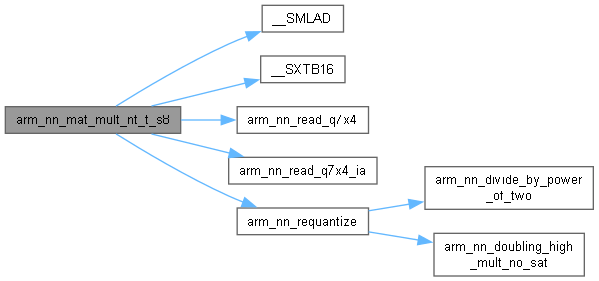 __SMLAD
__SXTB16
arm_nn_mat_mult_nt_t_s8
arm_nn_read_q7x4
arm_nn_read_q7x4_ia
arm_nn_requantize
arm_nn_divide_by_power
_of_two
arm_nn_doubling_high
_mult_no_sat